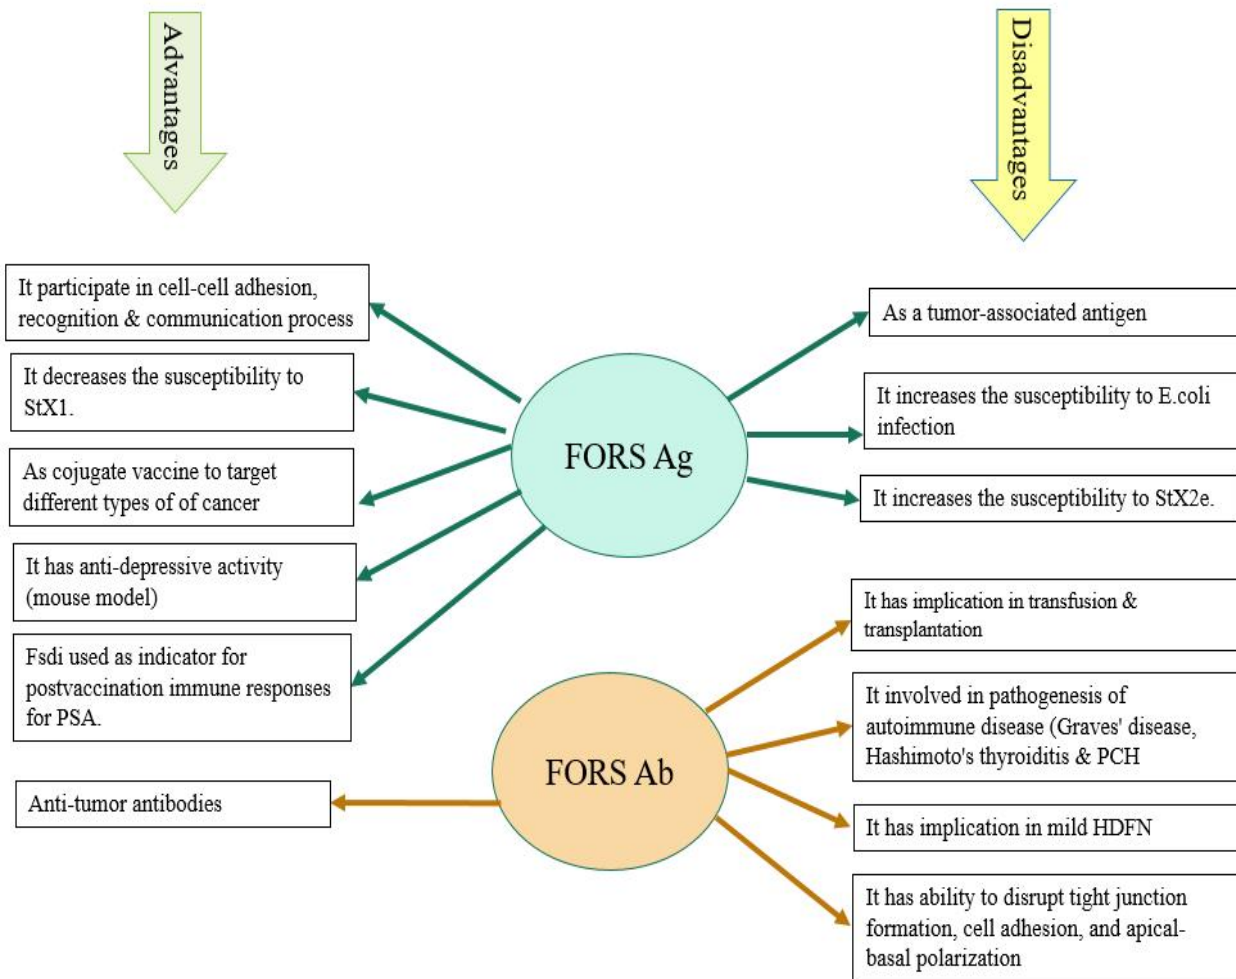 Advantages
Disadvantages
It participate in cell-cell adhesion,
recognition & communication process
It decreases the susceptibility to
StX1.
As cojugate vaccine to target
different types of of cancer
It has anti-depressive activity
(mouse model)
Fsdi used as indicator for
postvaccination immune responses
for PSA.
Anti-tumor antibodies
FORS Ag
FORS Ab
As a tumor-associated antigen
It increases the susceptibility to E.coli
infection
It increases the susceptibility to StX2e.
It has implication in transfusion &
transplantation
It involved in pathogenesis of
autoimmune disease (Graves' disease,
Hashimoto's thyroiditis & PCH
It has implication in mild HDFN
It has ability to disrupt tight junction
formation, cell adhesion, and apical-
basal polarization